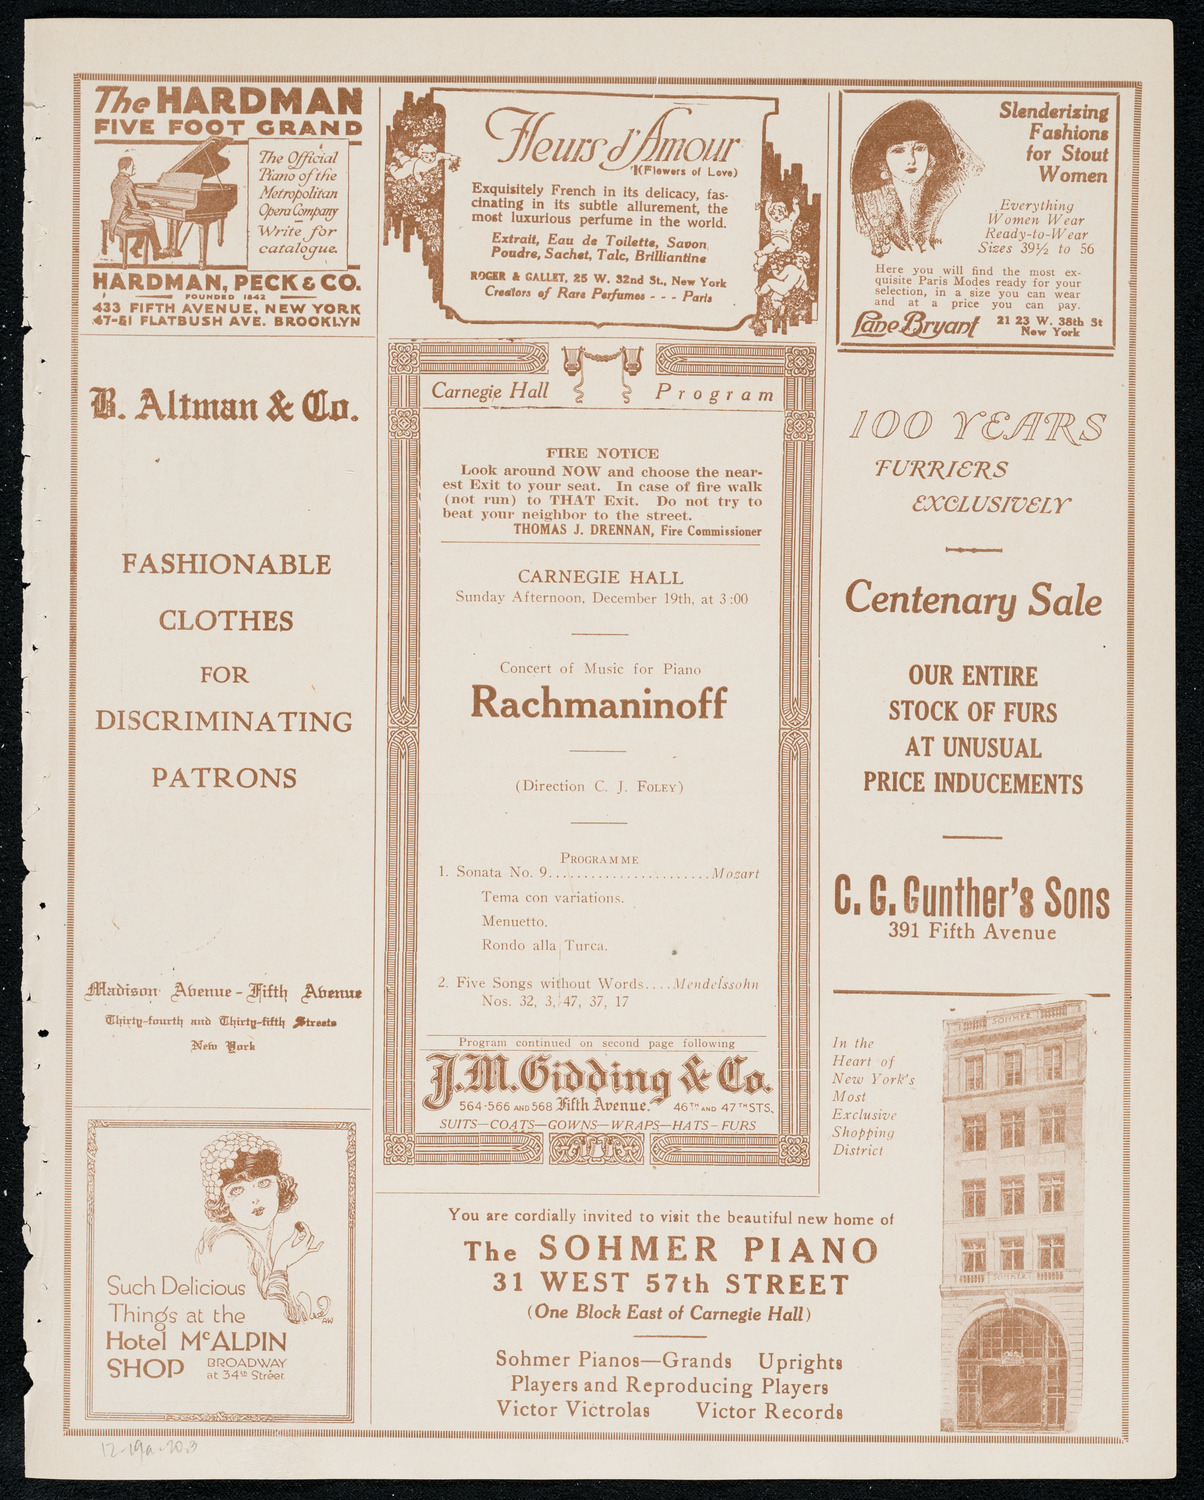 The HARDMAN
FIVE FOOT GRAND
The Official
Piano of the
Metropolitan
Opera Company
—
Write for
catalogue.
HARDMAN, PECK & CO.
FOUNDED 1842
433 FIFTH AVENUE, NEW YORK
47-51 FLATBUSH AVE. BROOKLYN
Fleurs d'Amour
(Flowers of Love)
Exquisitely French in its delicacy, fas-
cinating in its subtle allurement, the
most luxurious perfume in the world.
Extrait, Eau de Toilette, Savon
Poudre, Sachet, Talc, Brilliantine
ROGER & GALLET, 25 W. 32nd St., New York
Creators of Rare Perfumes - - - Paris
Slenderizing
Fashions
for Stout
Women
Everything
Women Wear
Ready-to-Wear
Sizes 39½ to 56
Here you will find the most ex-
quisite Paris Modes ready for your
selection, in a size you can wear
and at a price you can pay.
Lane Bryant 21 23 W. 38th St
New York
B. Altman & Co.
FASHIONABLE
CLOTHES
FOR
DISCRIMINATING
PATRONS
Madison Avenue - Fifth Avenue
Thirty-fourth and Thirty-fifth Streets
New York
Such Delicious
Things at the
Hotel McALPIN
SHOP BROADWAY
at 34th Street
Carnegie Hall Program
FIRE NOTICE
Look around NOW and choose the near-
est Exit to your seat. In case of fire walk
(not run) to THAT Exit. Do not try to
beat your neighbor to the street.
THOMAS J. DRENNAN, Fire Commissioner
CARNEGIE HALL
Sunday Afternoon, December 19th, at 3:00
Concert of Music for Piano
Rachmaninoff
(Direction C. J. FOLEY)
PROGRAMME
1. Sonata No. 9.......................Mozart
Tema con variations.
Menuetto.
Rondo alla Turca.
2. Five Songs without Words....Mendelssohn
Nos. 32, 3, 47, 37, 17
Program continued on second page following
J.M. Gidding & Co.
564-566 AND 568 Fifth Avenue. 46TH AND 47TH STS.
SUITS—COATS—GOWNS—WRAPS—HATS—FURS
100 YEARS
FURRIERS
EXCLUSIVELY
Centenary Sale
OUR ENTIRE
STOCK OF FURS
AT UNUSUAL
PRICE INDUCEMENTS
C. G. Gunther's Sons
391 Fifth Avenue
In the
Heart of
New York's
Most
Exclusive
Shopping
District
SOHMER
SOHMER
You are cordially invited to visit the beautiful new home of
The SOHMER PIANO
31 WEST 57th STREET
(One Block East of Carnegie Hall)
Sohmer Pianos—Grands Uprights
Players and Reproducing Players
Victor Victrolas Victor Records
12-19a-20.3